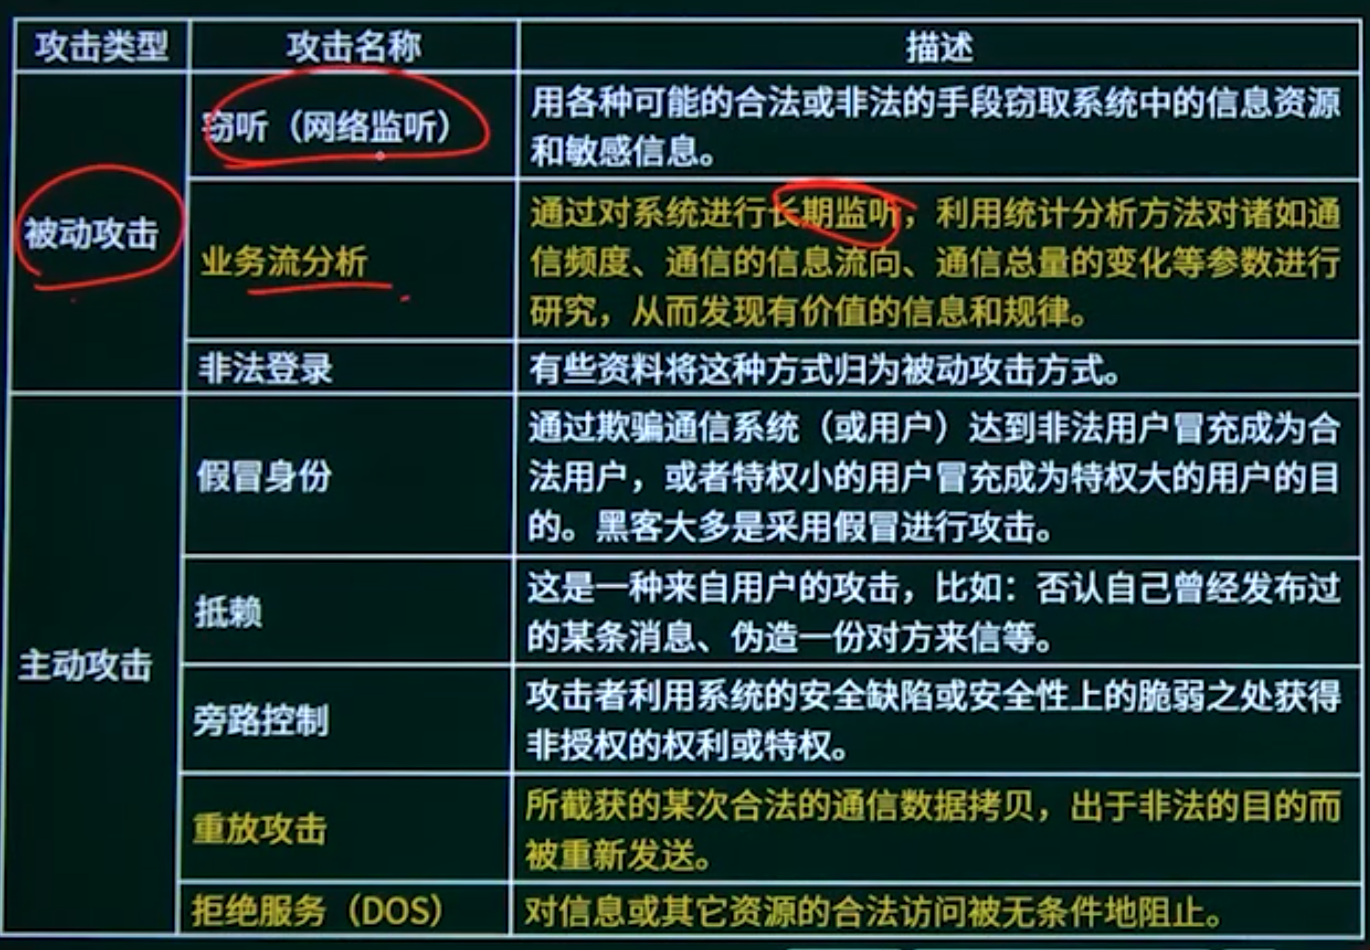 攻击类型 攻击名称 描述
被动攻击
窃听（网络监听）
用各种可能的合法或非法的手段窃取系统中的信息资源
和敏感信息。
业务流分析
通过对系统进行长期监听，利用统计分析方法对诸如通
信频度、通信的信息流向、通信总量的变化等参数进行
研究，从而发现有价值的信息和规律。
非法登录
有些资料将这种方式归为被动攻击方式。
主动攻击
假冒身份
通过欺骗通信系统（或用户）达到非法用户冒充成为合
法用户，或者特权小的用户冒充成为特权大的用户的目
的。黑客大多是采用假冒进行攻击。
抵赖
这是一种来自用户的攻击，比如：否认自己曾经发布过
的某条消息、伪造一份对方来信等。
旁路控制
攻击者利用系统的安全缺陷或安全性上的脆弱之处获得
非授权的权利或特权。
重放攻击
所截获的某次合法的通信数据拷贝，出于非法的目的而
被重新发送。
拒绝服务（DOS）
对信息或其它资源的合法访问被无条件地阻止。